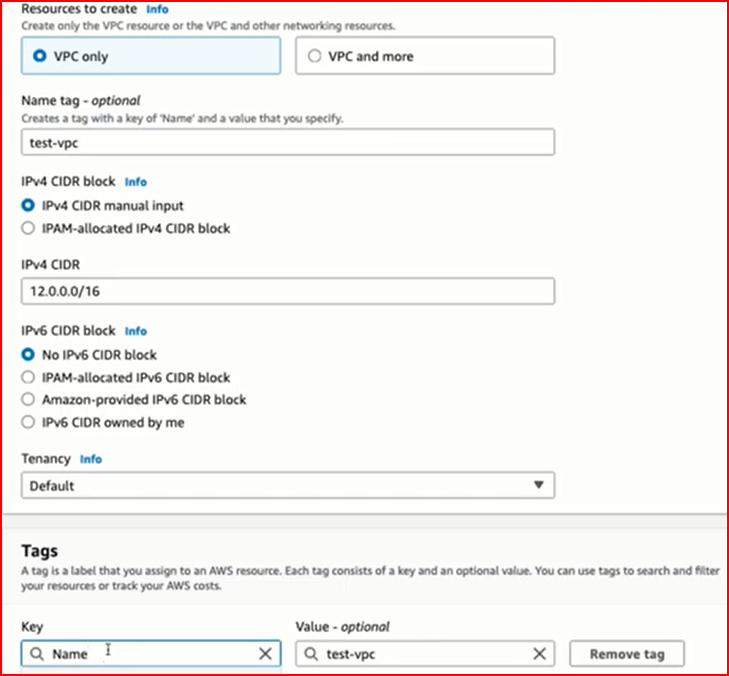 Resources to create Info
Create only the VPC resource or the VPC and other networking resources.
VPC only VPC and more
Name tag - optional
Creates a tag with a key of 'Name' and a value that you specify.
test-vpc
IPv4 CIDR block Info
IPv4 CIDR manual input
IPAM-allocated IPv4 CIDR block
IPv4 CIDR
12.0.0.0/16
IPv6 CIDR block Info
No IPv6 CIDR block
IPAM-allocated IPv6 CIDR block
Amazon-provided IPv6 CIDR block
IPv6 CIDR owned by me
Tenancy Info
Default
Tags
A tag is a label that you assign to an AWS resource. Each tag consists of a key and an optional value. You can use tags to search and filter
your resources or track your AWS costs.
Key Value - optional
Name test-vpc Remove tag